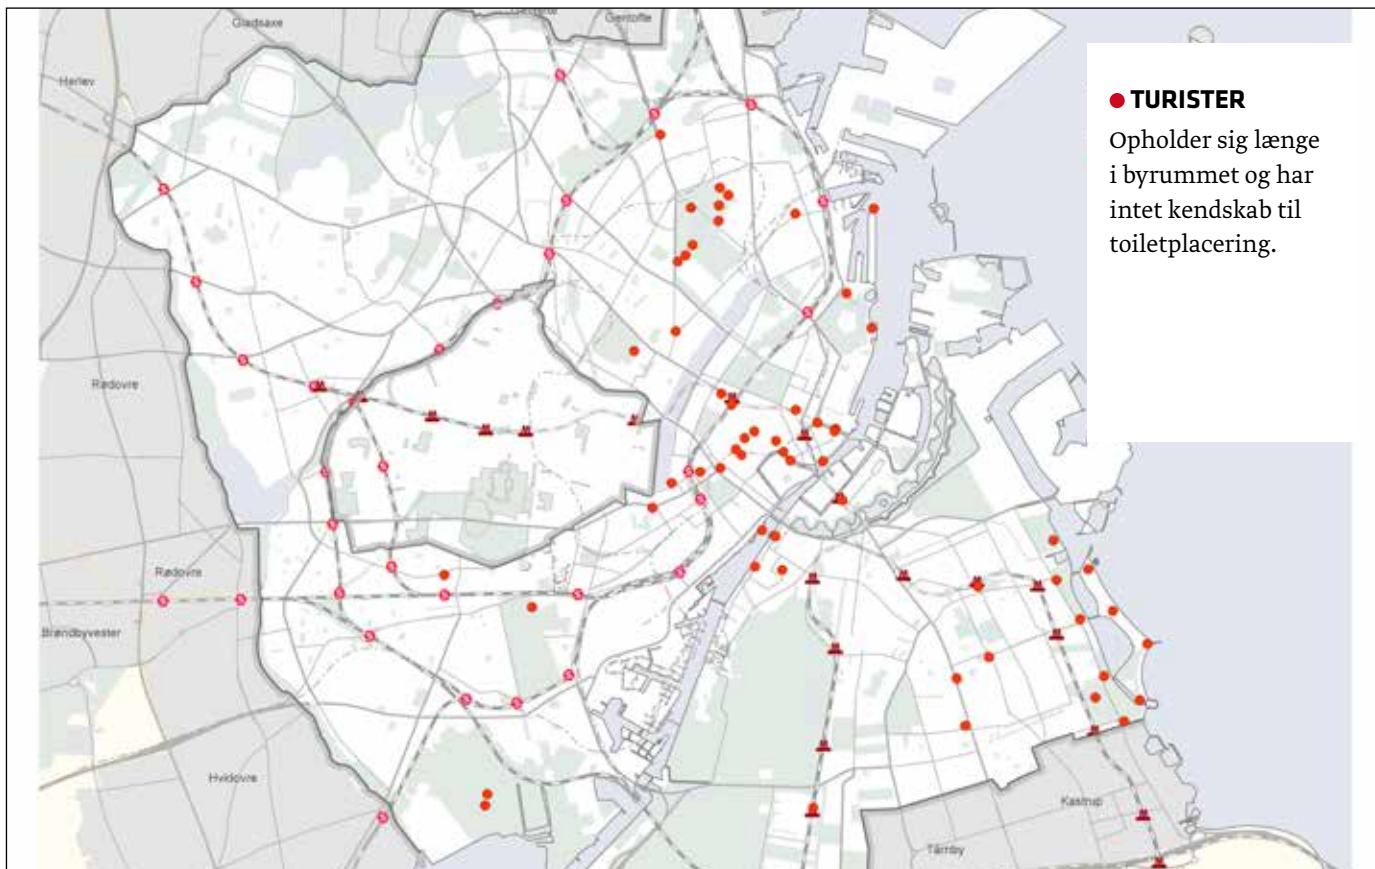 Gladsaxe
Gentofte
Herlev
● TURISTER
Opholder sig længe
i byrummet og har
intet kendskab til
toiletplacering.
Rødovre
Rødovre
Brøndbyvester
Hvidovre
Kastrup
Tårnby